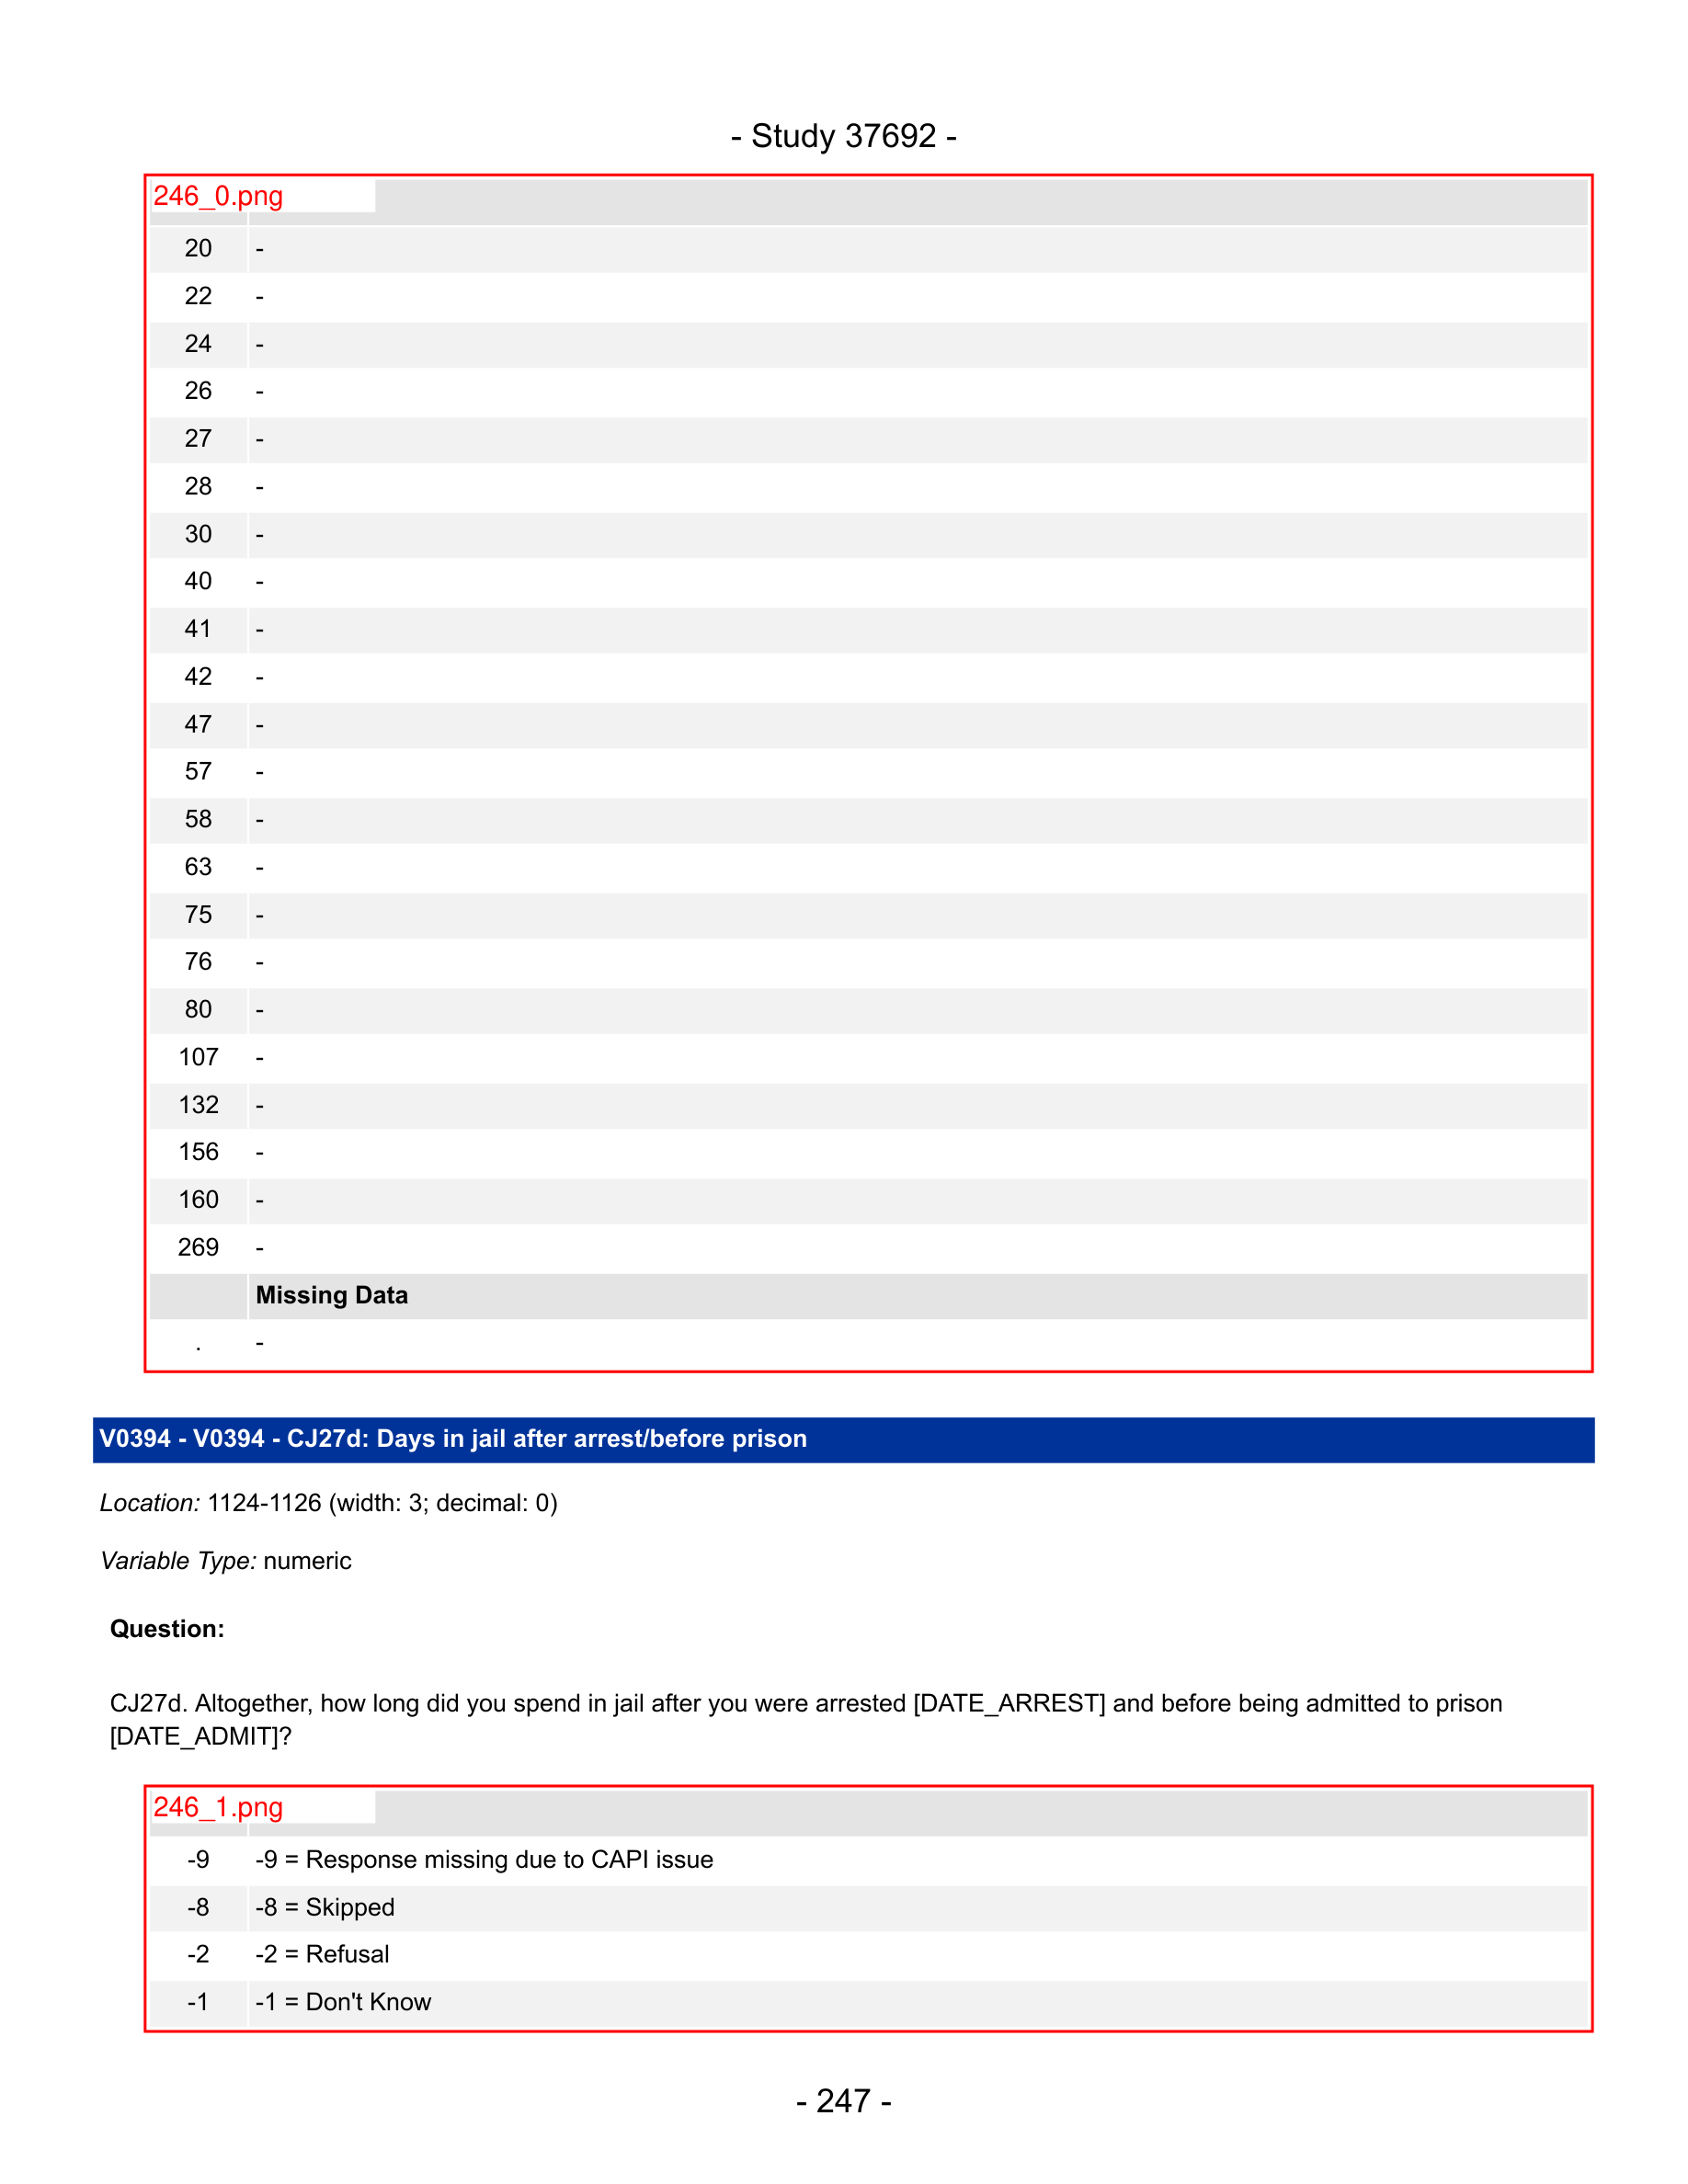 - Study 37692 -
246_0.png
20 -
22 -
24 -
26 -
27 -
28 -
30 -
40 -
41 -
42 -
47 -
57 -
58 -
63 -
75 -
76 -
80 -
107 -
132 -
156 -
160 -
269 -
Missing Data
. -
V0394 - V0394 - CJ27d: Days in jail after arrest/before prison
Location: 1124-1126 (width: 3; decimal: 0)
Variable Type: numeric
Question:
CJ27d. Altogether, how long did you spend in jail after you were arrested [DATE_ARREST] and before being admitted to prison
[DATE_ADMIT]?
246_1.png
-9 -9 = Response missing due to CAPI issue
-8 -8 = Skipped
-2 -2 = Refusal
-1 -1 = Don't Know
- 247 -